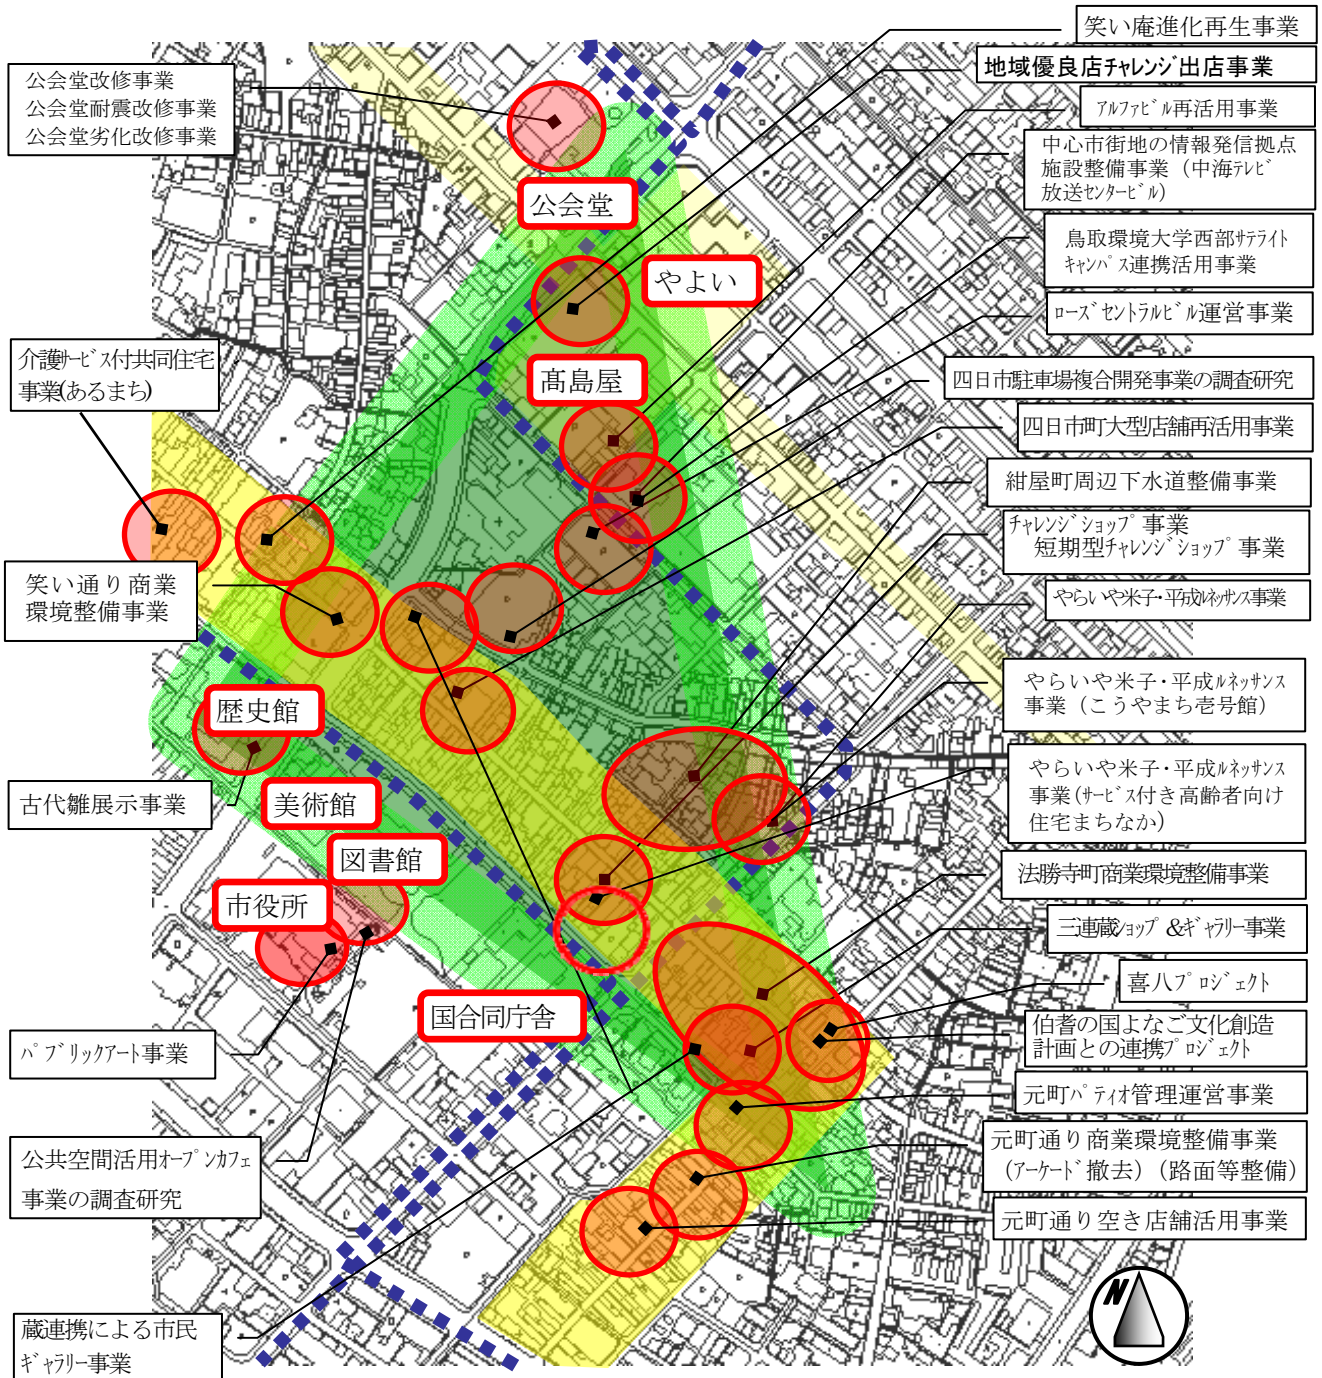 笑い庵進化再生事業
地域優良店チャレンジ出店事業
アルファビル再活用事業
中心市街地の情報発信拠点
施設整備事業（中海テレビ
放送センタービル）
鳥取環境大学西部サテライト
キャンパス連携活用事業
ローズセントラルビル運営事業
四日市駐車場複合開発事業の調査研究
四日市町大型店舗再活用事業
紺屋町周辺下水道整備事業
チャレンジショップ事業
短期型チャレンジショップ事業
やらいや米子・平成ルネッサンス事業
やらいや米子・平成ルネッサンス
事業（こうやまち壱号館）
やらいや米子・平成ルネッサンス
事業(サービス付き高齢者向け
住宅まちなか)
法勝寺町商業環境整備事業
三連蔵ショップ＆ギャラリー事業
喜八プロジェクト
伯耆の国よなご文化創造
計画との連携プロジェクト
元町パティオ管理運営事業
元町通り商業環境整備事業
（アーケード撤去）（路面等整備）
元町通り空き店舗活用事業
公会堂改修事業
公会堂耐震改修事業
公会堂劣化改修事業
介護サービス付共同住宅
事業(あるまち)
笑い通り商業
環境整備事業
古代雛展示事業
パブリックアート事業
公共空間活用オープンカフェ
事業の調査研究
蔵連携による市民
ギャラリー事業
公会堂
やよい
髙島屋
歴史館
美術館
図書館
市役所
国合同庁舎
N